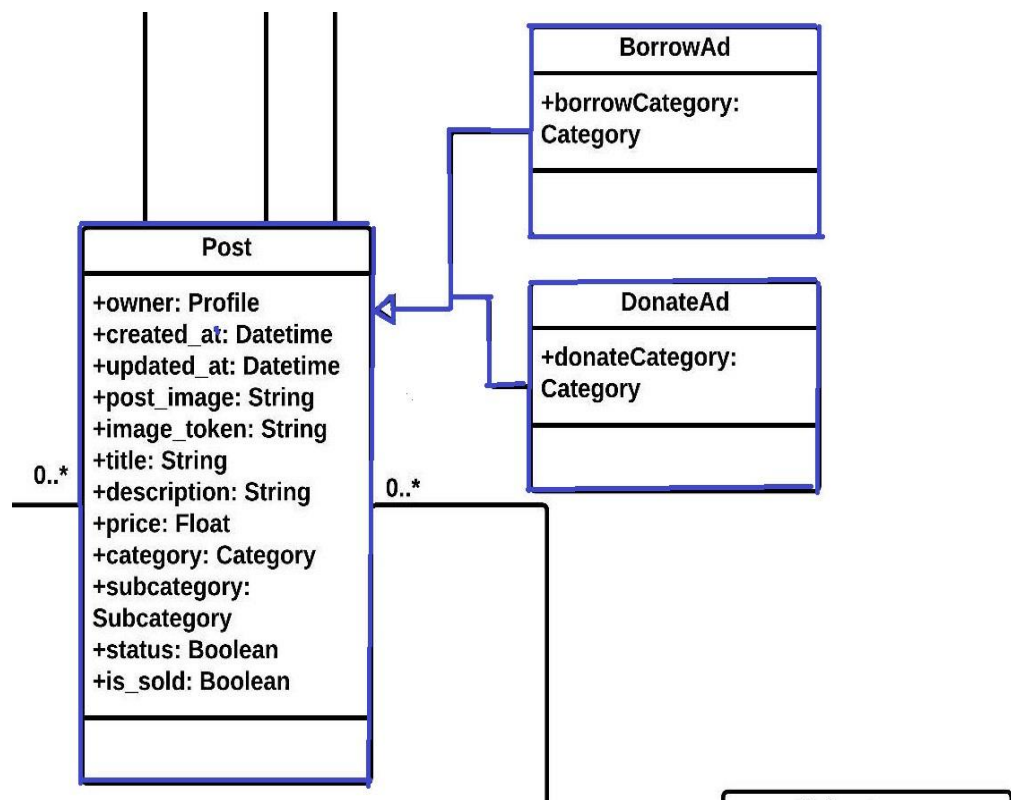 BorrowAd
+borrowCategory:
Category
Post
+owner: Profile
+created_at: Datetime
+updated_at: Datetime
+post_image: String
+image_token: String
+title: String
+description: String
+price: Float
+category: Category
+subcategory:
Subcategory
+status: Boolean
+is_sold: Boolean
DonateAd
+donateCategory:
Category
0..*
0..*